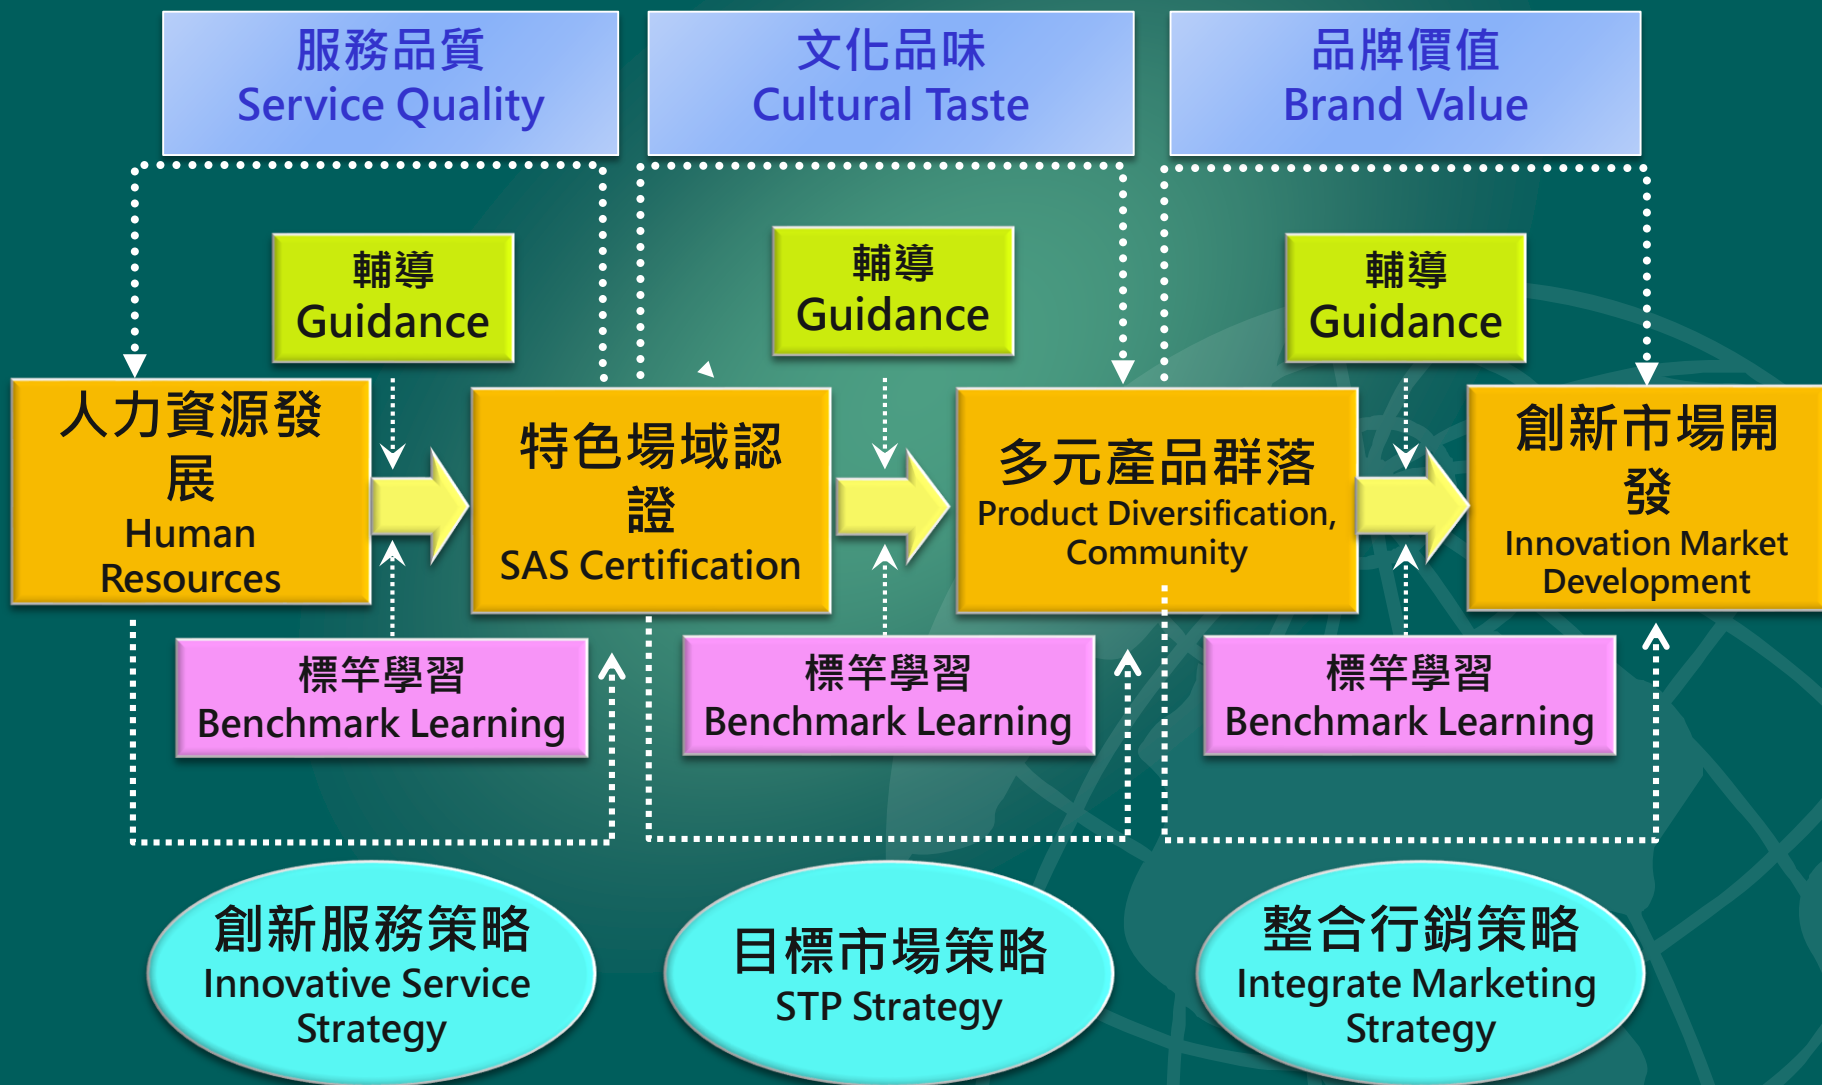 服務品質
Service Quality
文化品味
Cultural Taste
品牌價值
Brand Value
輔導
Guidance
輔導
Guidance
輔導
Guidance
人力資源發
展
Human
Resources
特色場域認
證
SAS Certification
多元產品群落
Product Diversification,
Community
創新市場開
發
Innovation Market
Development
標竿學習
Benchmark Learning
標竿學習
Benchmark Learning
標竿學習
Benchmark Learning
創新服務策略
Innovative Service
Strategy
目標市場策略
STP Strategy
整合行銷策略
Integrate Marketing
Strategy